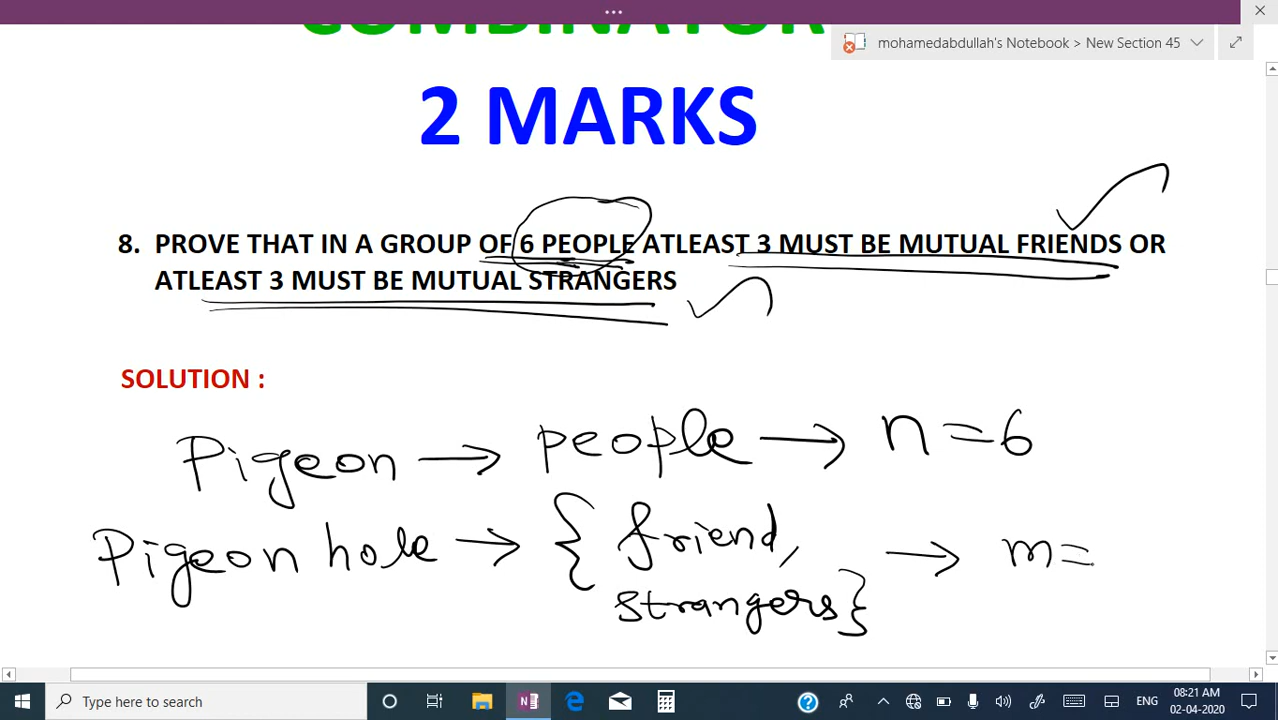 mohamedabdullah's Notebook > New Section 45
2 MARKS
8. PROVE THAT IN A GROUP OF 6 PEOPLE ATLEAST 3 MUST BE MUTUAL FRIENDS OR
ATLEAST 3 MUST BE MUTUAL STRANGERS
SOLUTION :
Pigeon → people → n=6
Pigeon hole → { friend,
strangers} → m=
Type here to search
ENG
08:21 AM
02-04-2020